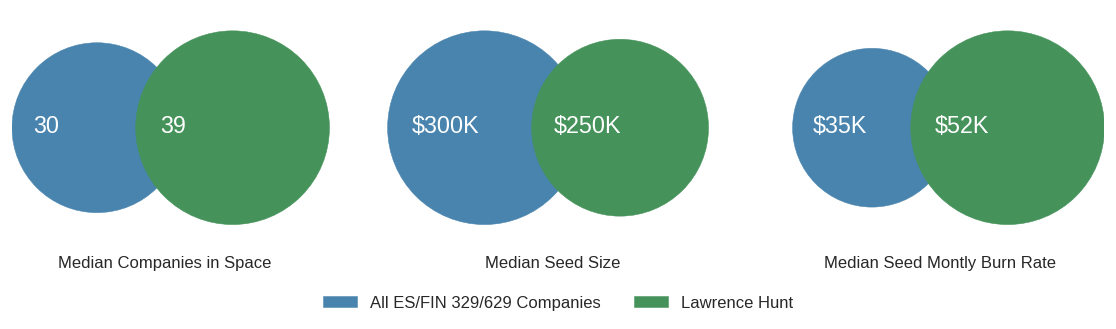 30
39
$300K
$250K
$35K
$52K
Median Companies in Space
Median Seed Size
Median Seed Montly Burn Rate
All ES/FIN 329/629 Companies
Lawrence Hunt